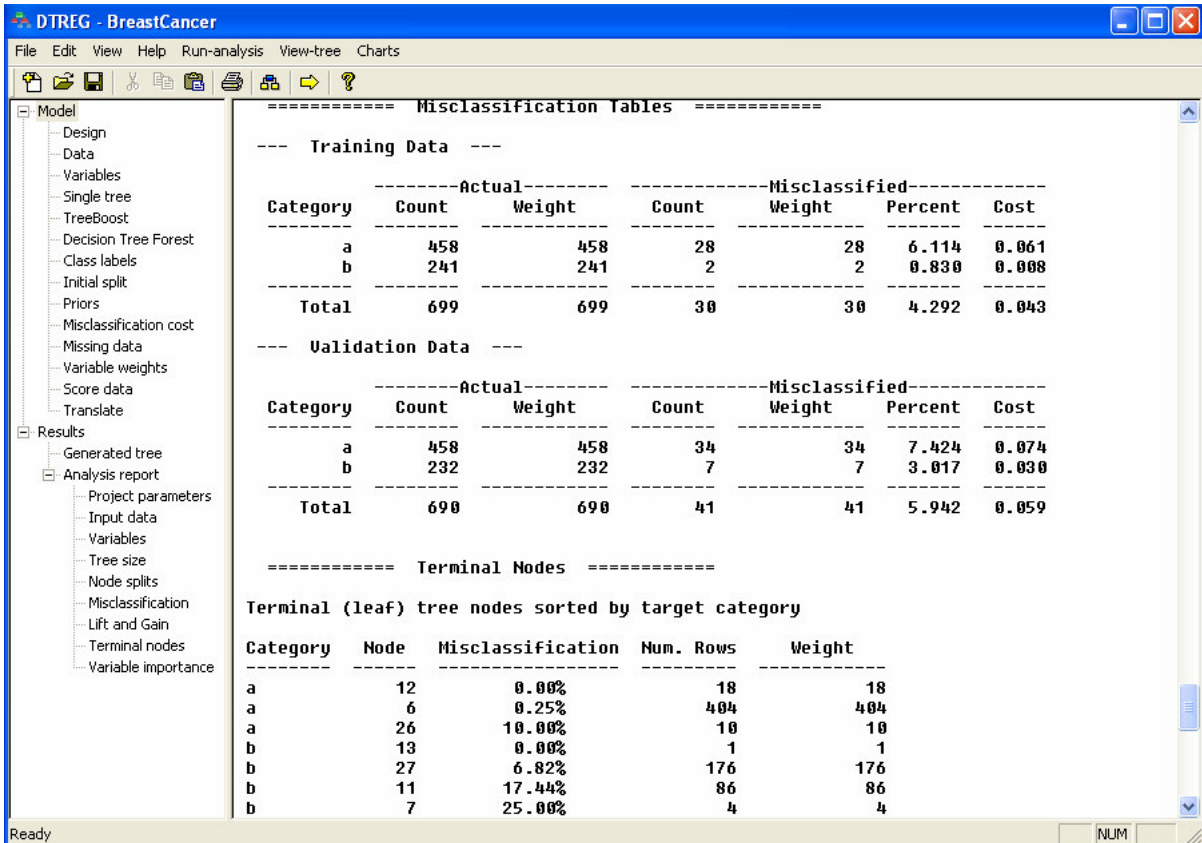 DTREG - BreastCancer
File Edit View Help Run-analysis View-tree Charts
Model
Design
Data
Variables
Single tree
TreeBoost
Decision Tree Forest
Class labels
Initial split
Priors
Misclassification cost
Missing data
Variable weights
Score data
Translate
Results
Generated tree
Analysis report
Project parameters
Input data
Variables
Tree size
Node splits
Misclassification
Lift and Gain
Terminal nodes
Variable importance
============ Misclassification Tables ============
--- Training Data ---
--------Actual-------- -------------Misclassified-------------
Category Count Weight Count Weight Percent Cost
-------- -------- ------------- -------- ------------- ------- ------
a 458 458 28 28 6.114 0.061
b 241 241 2 2 0.830 0.008
-------- -------- ------------- -------- ------------- ------- ------
Total 699 699 30 30 4.292 0.043
--- Validation Data ---
--------Actual-------- -------------Misclassified-------------
Category Count Weight Count Weight Percent Cost
-------- -------- ------------- -------- ------------- ------- ------
a 458 458 34 34 7.424 0.074
b 232 232 7 7 3.017 0.030
-------- -------- ------------- -------- ------------- ------- ------
Total 690 690 41 41 5.942 0.059
============ Terminal Nodes ============
Terminal (leaf) tree nodes sorted by target category
Category Node Misclassification Num. Rows Weight
-------- ------ ----------------- --------- ------------
a 12 0.00% 18 18
a 6 0.25% 404 404
a 26 10.00% 10 10
b 13 0.00% 1 1
b 27 6.82% 176 176
b 11 17.44% 86 86
b 7 25.00% 4 4
Ready NUM